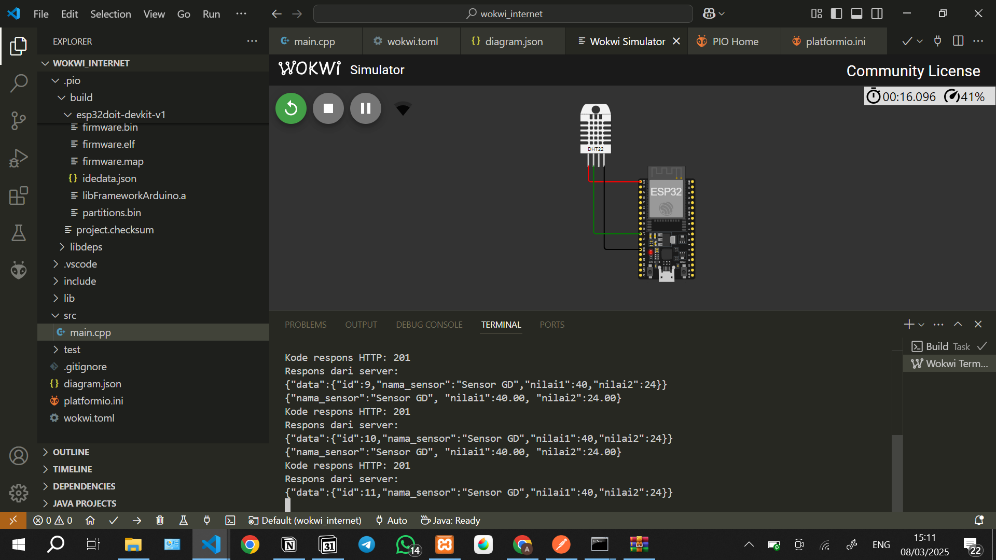 File Edit Selection View Go Run ···
wokwi_internet
EXPLORER
WOKWI_INTERNET
.pio
build
esp32doit-devkit-v1
firmware.bin
firmware.elf
firmware.map
idedata.json
libFrameworkArduino.a
partitions.bin
project.checksum
libdeps
.vscode
include
lib
src
main.cpp
test
.gitignore
diagram.json
platformio.ini
wokwi.toml
OUTLINE
TIMELINE
DEPENDENCIES
JAVA PROJECTS
main.cpp wokwi.toml diagram.json Wokwi Simulator PIO Home platformio.ini
WOKWI Simulator
Community License
00:16.096 41%
DHT22
ESP32
PROBLEMS OUTPUT DEBUG CONSOLE TERMINAL PORTS
Kode respons HTTP: 201
Respons dari server:
{"data":{"id":9,"nama_sensor":"Sensor GD","nilai1":40,"nilai2":24}}
{"nama_sensor":"Sensor GD", "nilai1":40.00, "nilai2":24.00}
Kode respons HTTP: 201
Respons dari server:
{"data":{"id":10,"nama_sensor":"Sensor GD","nilai1":40,"nilai2":24}}
{"nama_sensor":"Sensor GD", "nilai1":40.00, "nilai2":24.00}
Kode respons HTTP: 201
Respons dari server:
{"data":{"id":11,"nama_sensor":"Sensor GD","nilai1":40,"nilai2":24}}
Build Task
Wokwi Term...
0 0 Default (wokwi_internet) Auto Java: Ready
31
14
A
ENG
15:11
08/03/2025
22